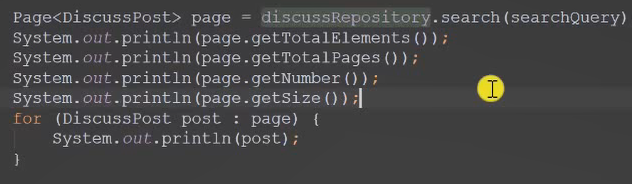 Page<DiscussPost> page = discussRepository.search(searchQuery)
System.out.println(page.getTotalElements());
System.out.println(page.getTotalPages());
System.out.println(page.getNumber());
System.out.println(page.getSize());
for (DiscussPost post : page) {
    System.out.println(post);
}